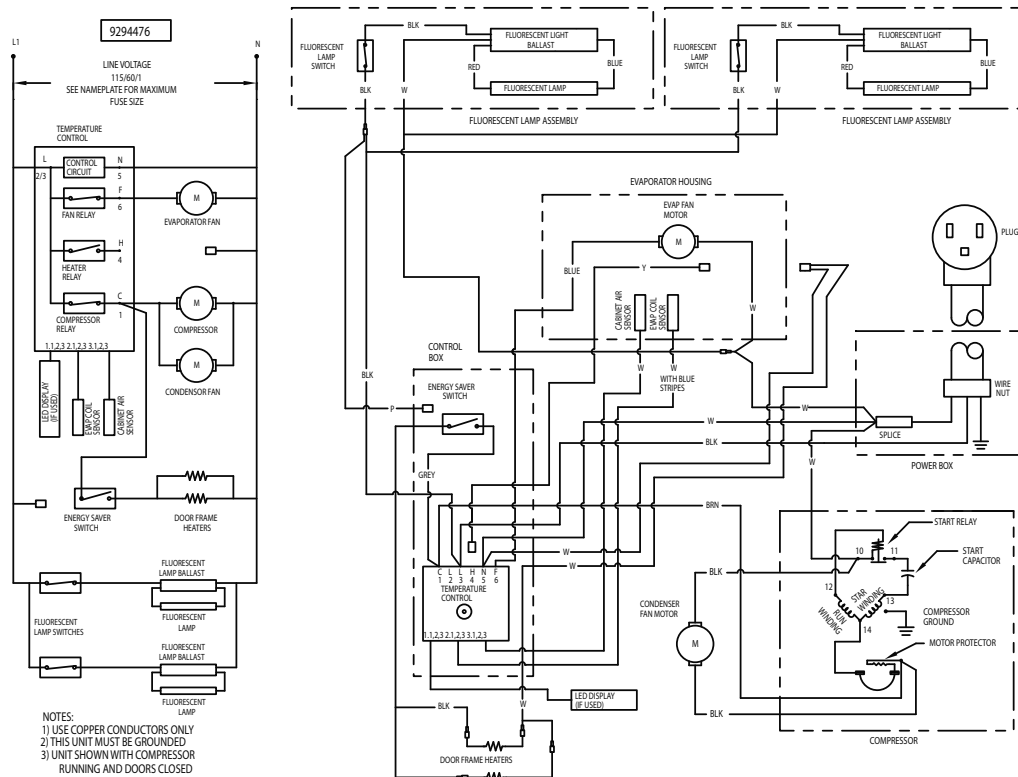 9294476
L1
N
LINE VOLTAGE
115/60/1
SEE NAMEPLATE FOR MAXIMUM
FUSE SIZE
TEMPERATURE
CONTROL
L
2/3
CONTROL
CIRCUIT
N
5
FAN RELAY
F
6
M
EVAPORATOR FAN
HEATER
RELAY
H
4
COMPRESSOR
RELAY
C
1
M
COMPRESSOR
M
CONDENSOR FAN
1.1,2,3 2.1,2,3 3.1,2,3
LED DISPLAY
(IF USED)
EVAP COIL
SENSOR
CABINET AIR
SENSOR
ENERGY SAVER
SWITCH
DOOR FRAME
HEATERS
FLUORESCENT
LAMP SWITCHES
FLUORESCENT
LAMP BALLAST
FLUORESCENT
LAMP
FLUORESCENT
LAMP BALLAST
FLUORESCENT
LAMP
NOTES:
1) USE COPPER CONDUCTORS ONLY
2) THIS UNIT MUST BE GROUNDED
3) UNIT SHOWN WITH COMPRESSOR
RUNNING AND DOORS CLOSED
FLUORESCENT
LAMP
SWITCH
BLK
FLUORESCENT LIGHT
BALLAST
RED
BLUE
FLUORESCENT LAMP
BLK
W
FLUORESCENT LAMP ASSEMBLY
FLUORESCENT
LAMP
SWITCH
BLK
FLUORESCENT LIGHT
BALLAST
RED
BLUE
FLUORESCENT LAMP
BLK
W
FLUORESCENT LAMP ASSEMBLY
EVAPORATOR HOUSING
EVAP FAN
MOTOR
M
BLUE
Y
W
CABINET AIR
SENSOR
EVAP COIL
SENSOR
W
W
WITH BLUE
STRIPES
PLUG
WIRE
NUT
SPLICE
POWER BOX
CONTROL
BOX
ENERGY SAVER
SWITCH
BLK
P
GREY
W
W
BLK
W
BRN
W
W
C L L H N F
1 2 3 4 5 6
TEMPERATURE
CONTROL
1.1,2,3 2.1,2,3 3.1,2,3
LED DISPLAY
(IF USED)
BLK
W
DOOR FRAME HEATERS
BLK
CONDENSER
FAN MOTOR
M
BLK
START RELAY
10
11
START
CAPACITOR
12
STAR
WINDING
13
RUN
WINDING
14
COMPRESSOR
GROUND
MOTOR PROTECTOR
COMPRESSOR